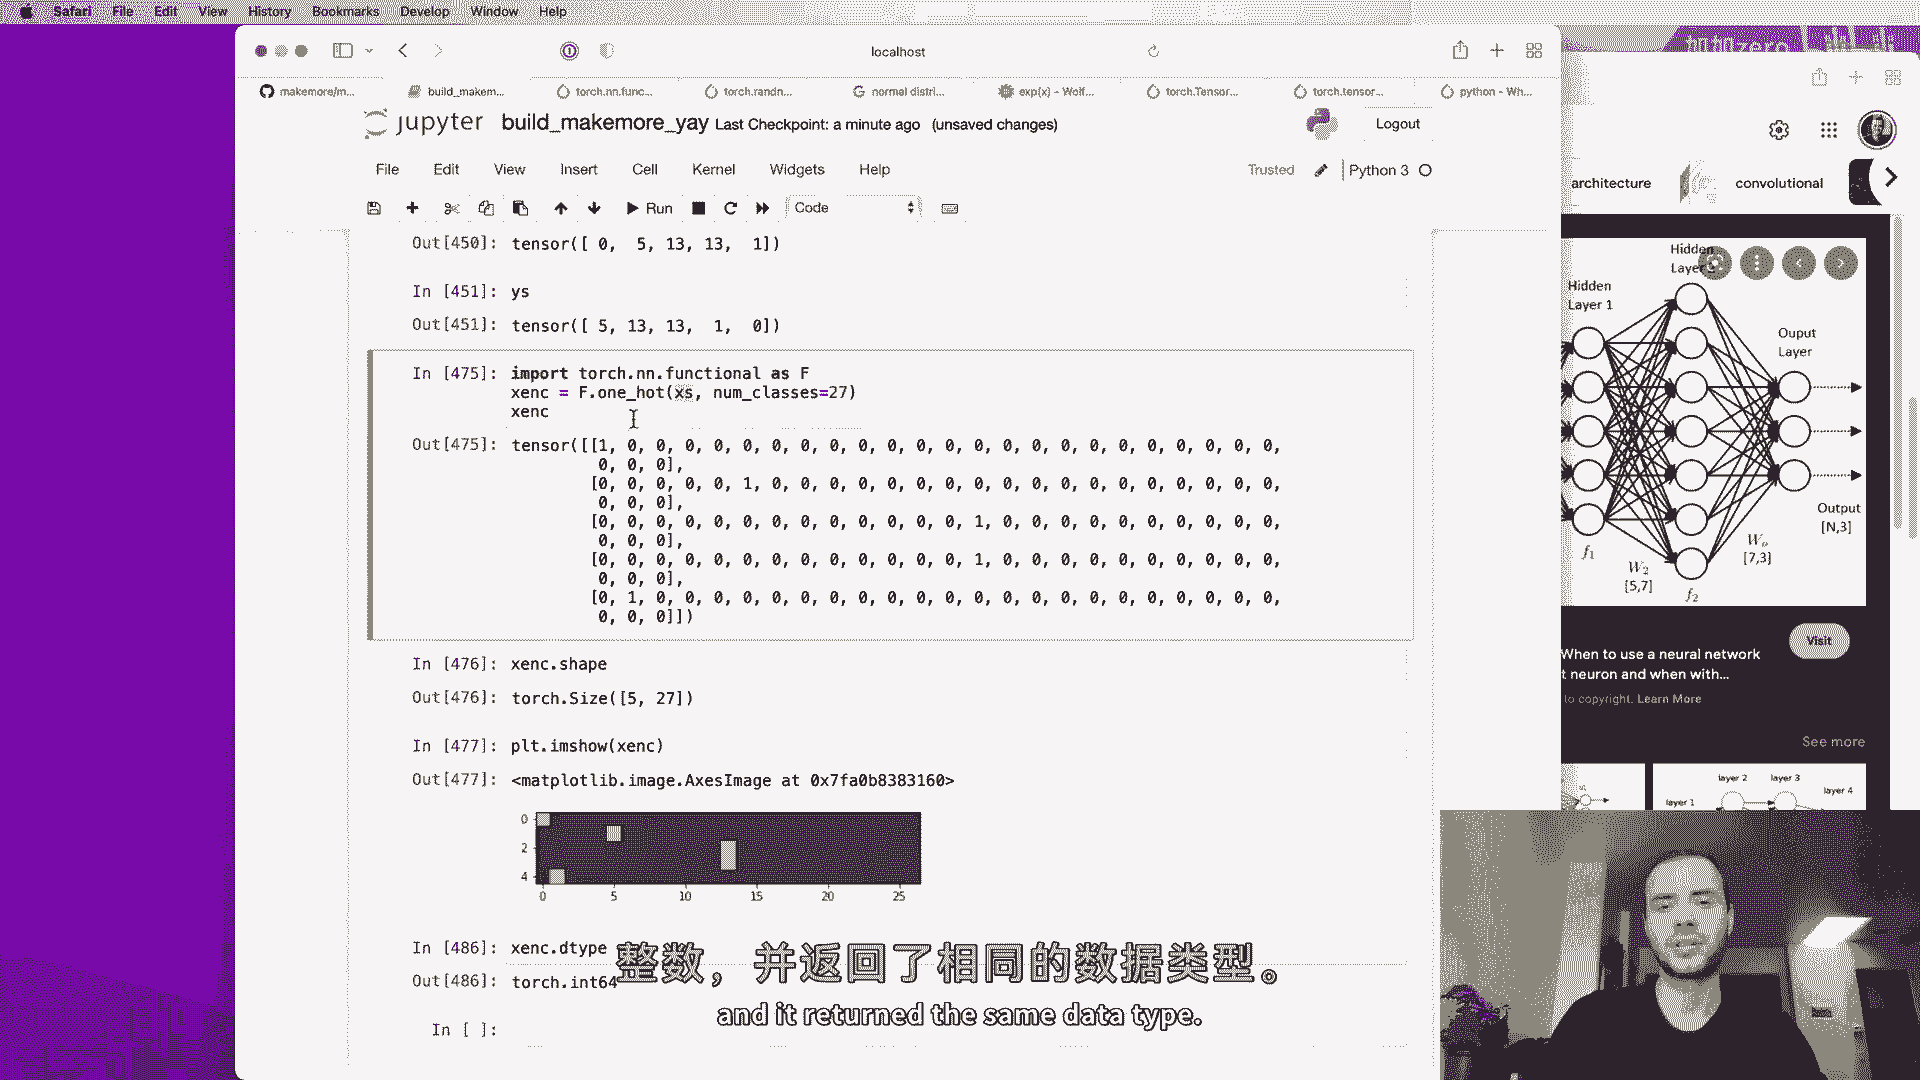 Safari File Edit View History Bookmarks Develop Window Help
localhost
makemore/m...
build_makem...
torch.nn.func...
torch.randn...
normal distri...
exp(x) - Wolf...
torch.Tensor...
torch.tensor...
python - Wh...
jupyter build_makemore_yay Last Checkpoint: a minute ago (unsaved changes)
Logout
File Edit View Insert Cell Kernel Widgets Help
Trusted Python 3
Run Code
Out[450]: tensor([ 0, 5, 13, 13, 1])
In [451]: ys
Out[451]: tensor([ 5, 13, 13, 1, 0])
In [475]: import torch.nn.functional as F
xenc = F.one_hot(xs, num_classes=27)
xenc
Out[475]: tensor([[1, 0, 0, 0, 0, 0, 0, 0, 0, 0, 0, 0, 0, 0, 0, 0, 0, 0, 0, 0, 0, 0, 0, 0,
0, 0, 0],
[0, 0, 0, 0, 0, 1, 0, 0, 0, 0, 0, 0, 0, 0, 0, 0, 0, 0, 0, 0, 0, 0, 0, 0,
0, 0, 0],
[0, 0, 0, 0, 0, 0, 0, 0, 0, 0, 0, 0, 0, 1, 0, 0, 0, 0, 0, 0, 0, 0, 0, 0,
0, 0, 0],
[0, 0, 0, 0, 0, 0, 0, 0, 0, 0, 0, 0, 0, 1, 0, 0, 0, 0, 0, 0, 0, 0, 0, 0,
0, 0, 0],
[0, 1, 0, 0, 0, 0, 0, 0, 0, 0, 0, 0, 0, 0, 0, 0, 0, 0, 0, 0, 0, 0, 0, 0,
0, 0, 0]])
In [476]: xenc.shape
Out[476]: torch.Size([5, 27])
In [477]: plt.imshow(xenc)
Out[477]: <matplotlib.image.AxesImage at 0x7fa0b8383160>
0
2
4
0 5 10 15 20 25
In [486]: xenc.dtype
Out[486]: torch.int64
In [ ]:
整数，并返回了相同的数据类型。
and it returned the same data type.
architecture
convolutional
Hidden
Layer
Hidden
Layer 1
Ouput
Layer
Output
[N,3]
f1
W2
[5,7]
f2
Wo
[7,3]
Visit
When to use a neural network
t neuron and when with...
to copyright. Learn More
See more
layer 1
layer 2
layer 3
layer 4